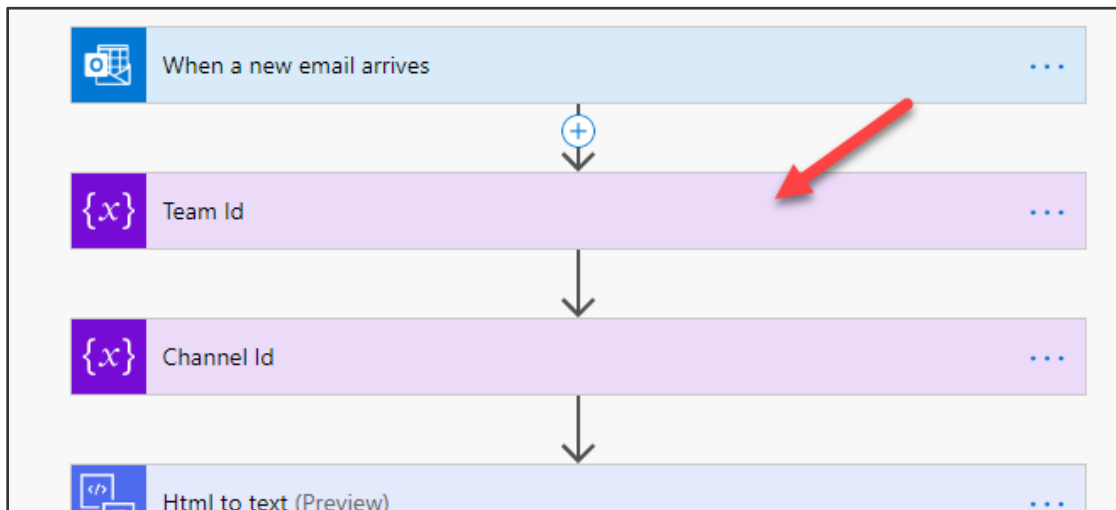 When a new email arrives
{x} Team Id
{x} Channel Id
Html to text (Preview)